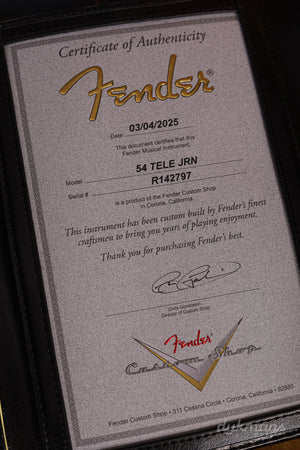 Certificate of Authenticity
Fender®
Date 03/04/2025
This document certifies that this
Fender Musical Instrument,
Model 54 TELE JRN
Serial # R142797
is a product of the Fender Custom Shop
in Corona, California.
This instrument has been custom built by Fender's finest
craftsmen to bring you years of playing enjoyment.
Thank you for purchasing Fender's best.
Director of Custom Shop
Fender
Custom Shop
Fender Custom Shop • 311 Cessna Circle • Corona, California • 92880